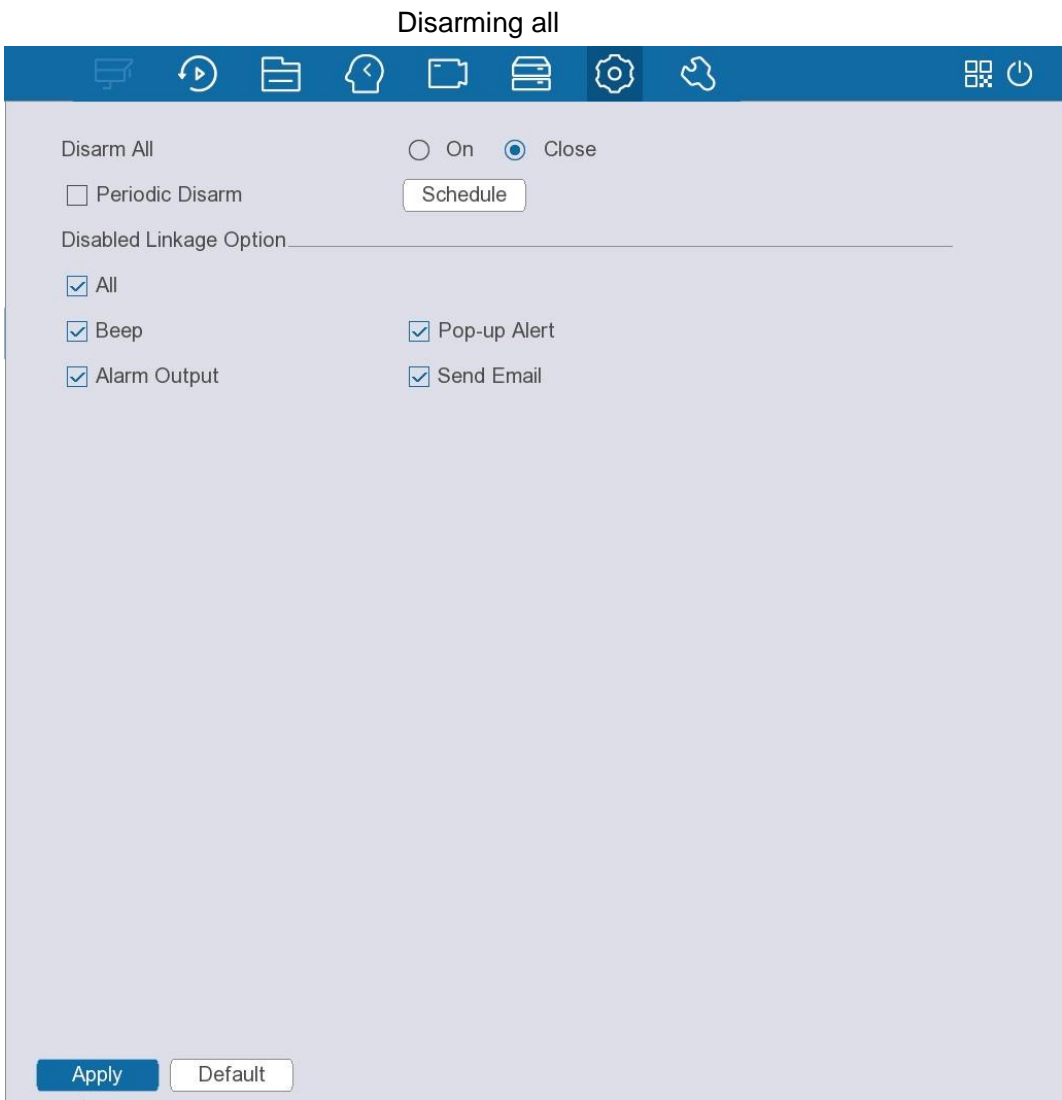 Disarming all
Disarm All On Close
Periodic Disarm Schedule
Disabled Linkage Option
All
Beep Pop-up Alert
Alarm Output Send Email
Apply Default